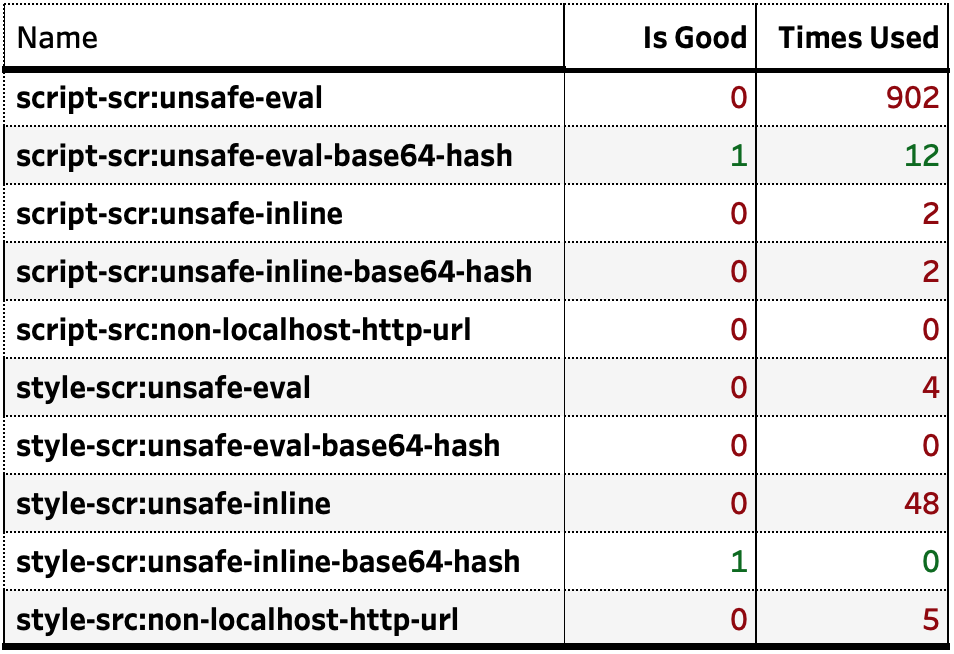 Name Is Good Times Used
script-scr:unsafe-eval 0 902
script-scr:unsafe-eval-base64-hash 1 12
script-scr:unsafe-inline 0 2
script-scr:unsafe-inline-base64-hash 0 2
script-src:non-localhost-http-url 0 0
style-scr:unsafe-eval 0 4
style-scr:unsafe-eval-base64-hash 0 0
style-scr:unsafe-inline 0 48
style-scr:unsafe-inline-base64-hash 1 0
style-src:non-localhost-http-url 0 5